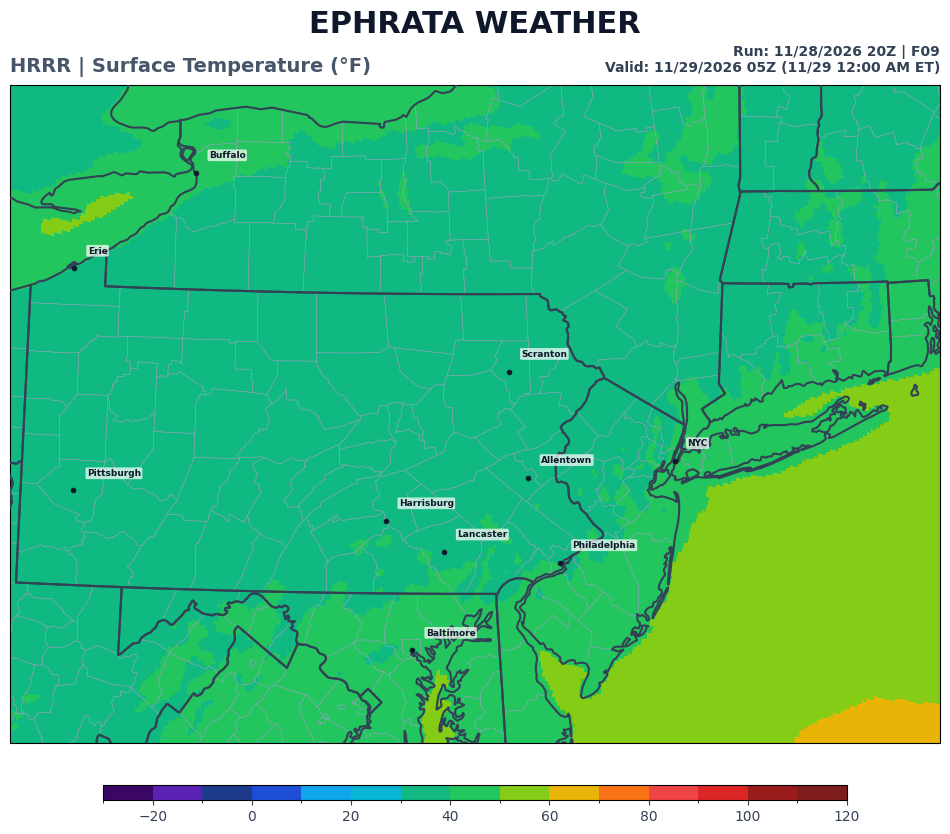 EPHRATA WEATHER
HRRR | Surface Temperature (°F)
Run: 11/28/2026 20Z | F09
Valid: 11/29/2026 05Z (11/29 12:00 AM ET)
Buffalo
Erie
Scranton
NYC
Allentown
Pittsburgh
Harrisburg
Lancaster
Philadelphia
Baltimore
−20 0 20 40 60 80 100 120